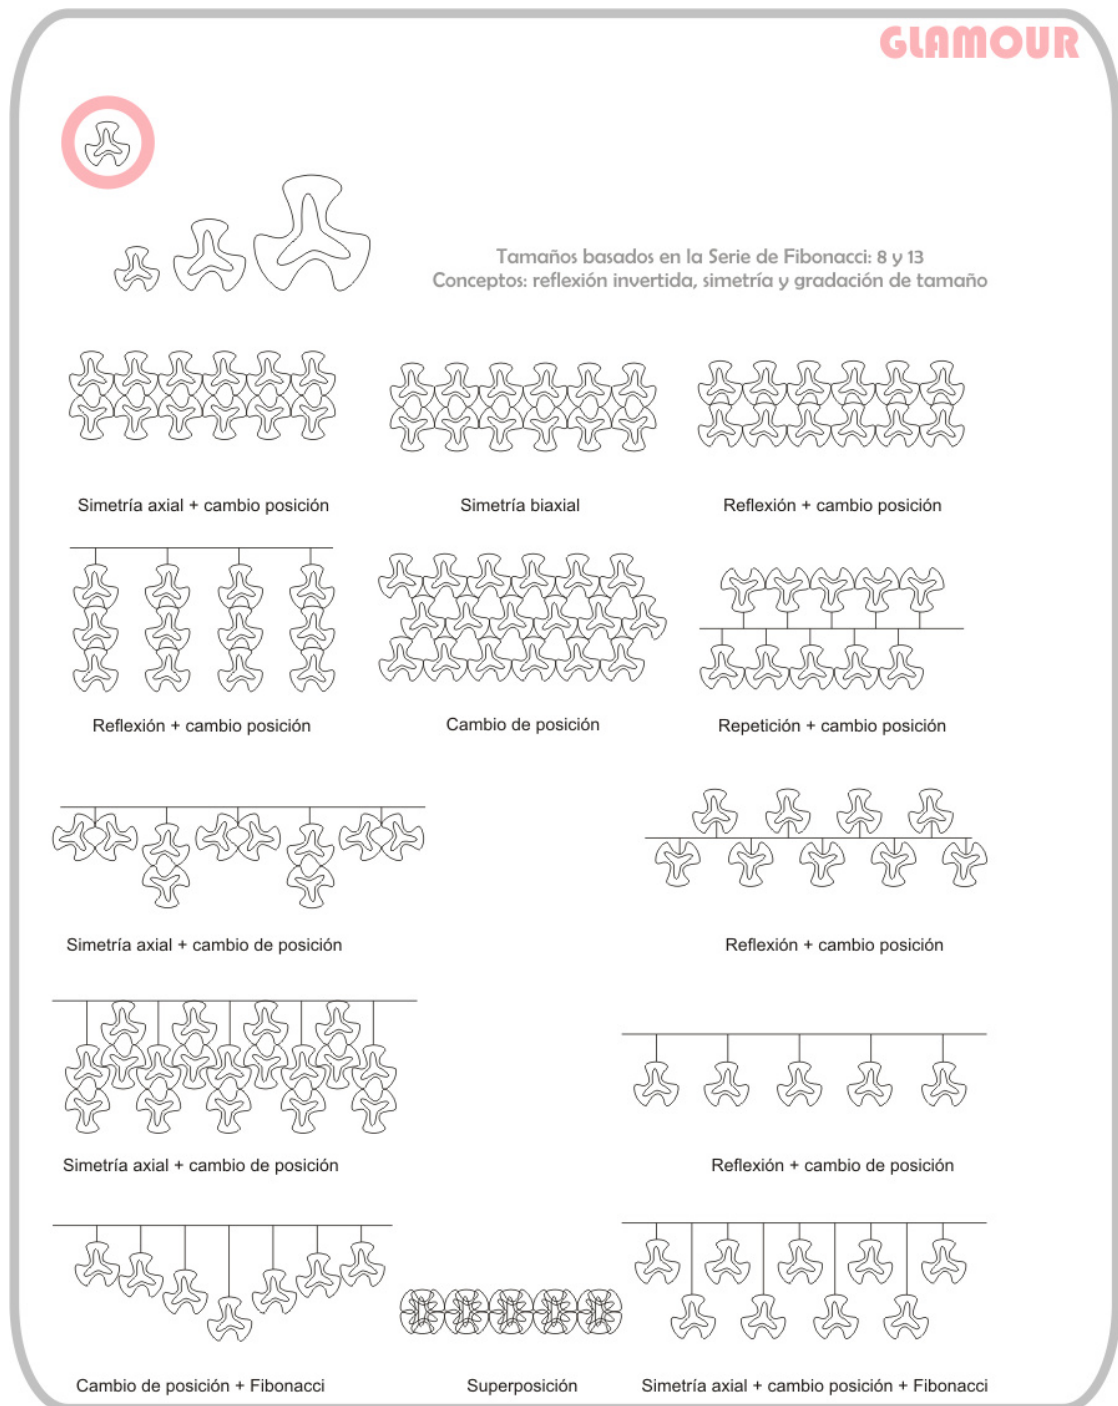 GLAMOUR
Tamaños basados en la Serie de Fibonacci: 8 y 13
Conceptos: reflexión invertida, simetría y gradación de tamaño
Simetría axial + cambio posición
Simetría biaxial
Reflexión + cambio posición
Reflexión + cambio posición
Cambio de posición
Repetición + cambio posición
Simetría axial + cambio de posición
Reflexión + cambio posición
Simetría axial + cambio de posición
Reflexión + cambio de posición
Cambio de posición + Fibonacci
Superposición
Simetría axial + cambio posición + Fibonacci